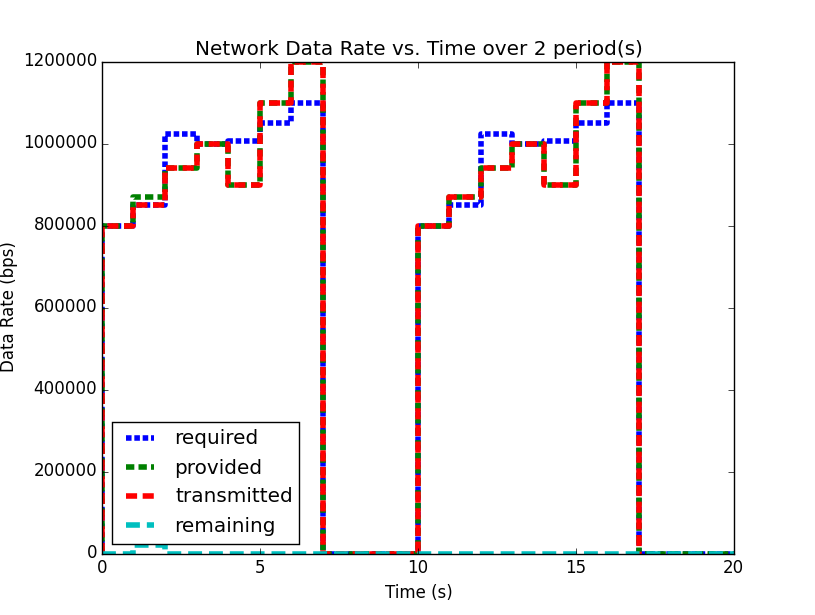 Network Data Rate vs. Time over 2 period(s)
1200000
1000000
800000
600000
400000
200000
0
Data Rate (bps)
required
provided
transmitted
remaining
0 5 10 15 20
Time (s)